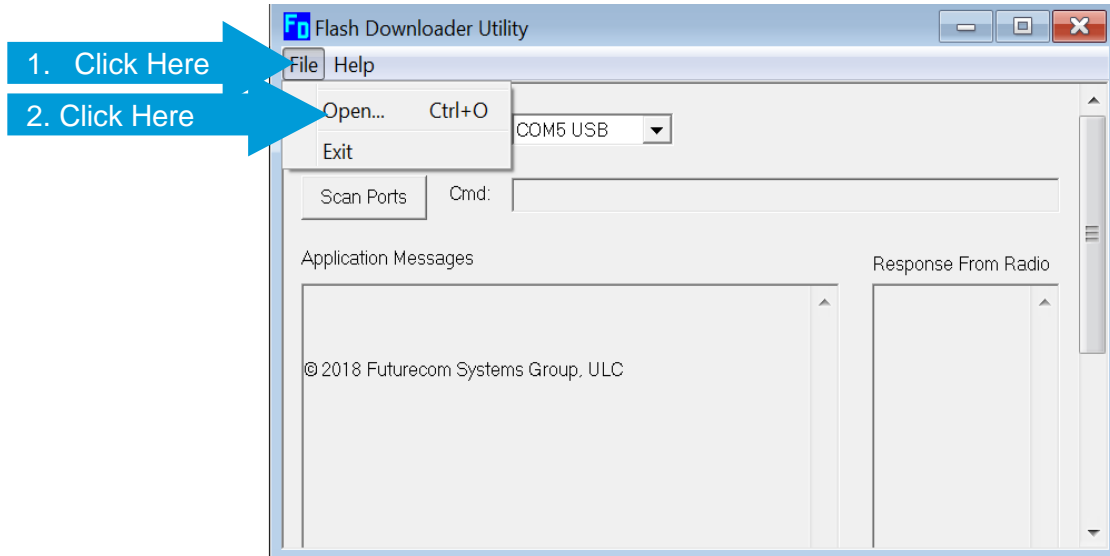 FD Flash Downloader Utility
1. Click Here
File Help
2. Click Here
Open... Ctrl+O
COM5 USB
Exit
Scan Ports Cmd:
Application Messages
Response From Radio
© 2018 Futurecom Systems Group, ULC